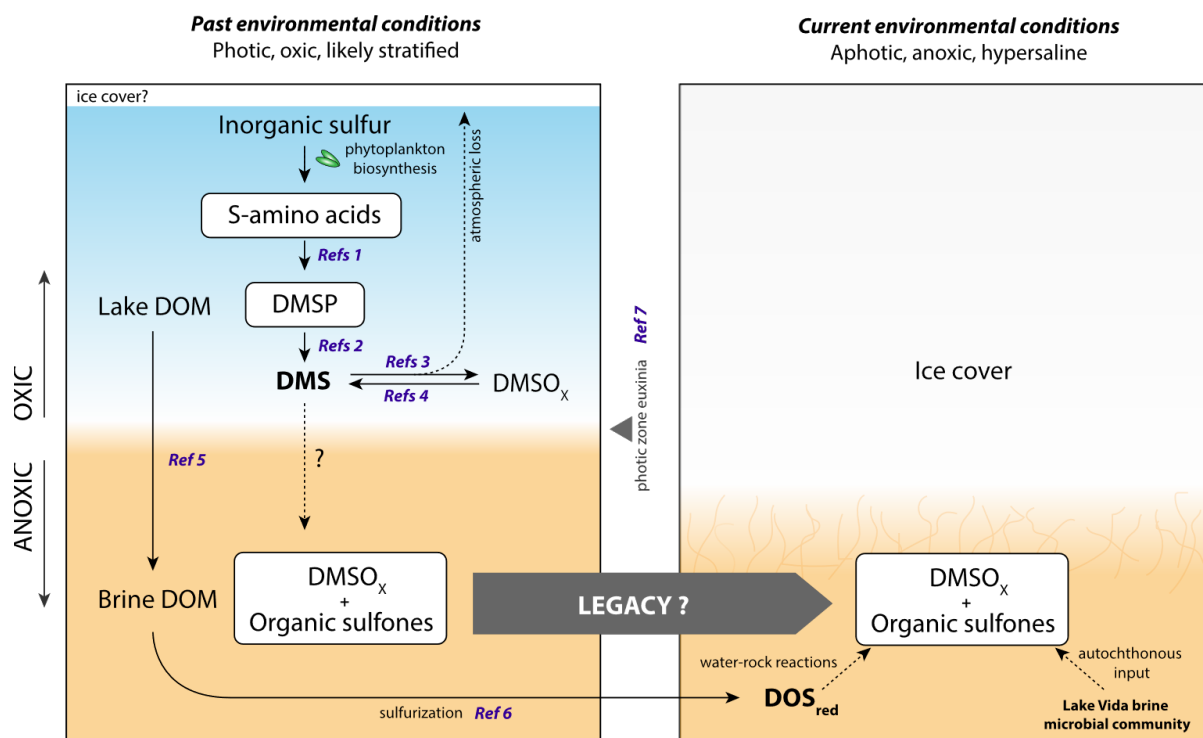 Past environmental conditions
Photic, oxic, likely stratified
ice cover?
Inorganic sulfur
phytoplankton
biosynthesis
atmospheric loss
S-amino acids
Refs 1
Lake DOM
DMSP
Refs 2
DMS
Refs 3
Refs 4
DMSOX
OXIC
ANOXIC
Ref 5
?
Brine DOM
DMSOX
+
Organic sulfones
sulfurization Ref 6
photic zone euxinia Ref 7
LEGACY ?
Current environmental conditions
Aphotic, anoxic, hypersaline
Ice cover
DMSOX
+
Organic sulfones
water-rock reactions
DOSred
autochthonous
input
Lake Vida brine
microbial community